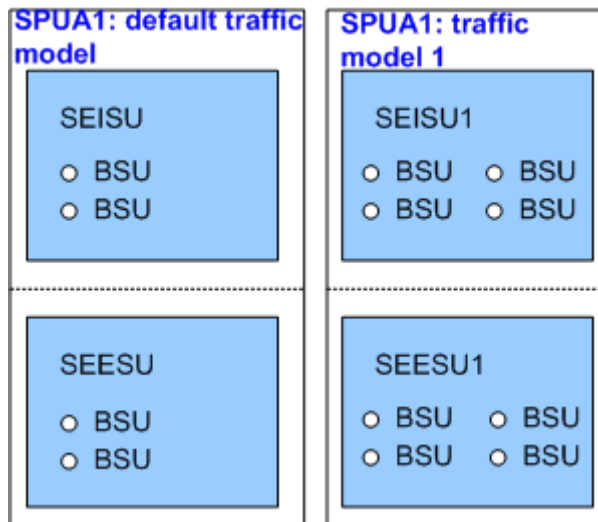 SPUA1: default traffic
model
SEISU
BSU
BSU
SEESU
BSU
BSU
SPUA1: traffic
model 1
SEISU1
BSU BSU
BSU BSU
SEESU1
BSU BSU
BSU BSU